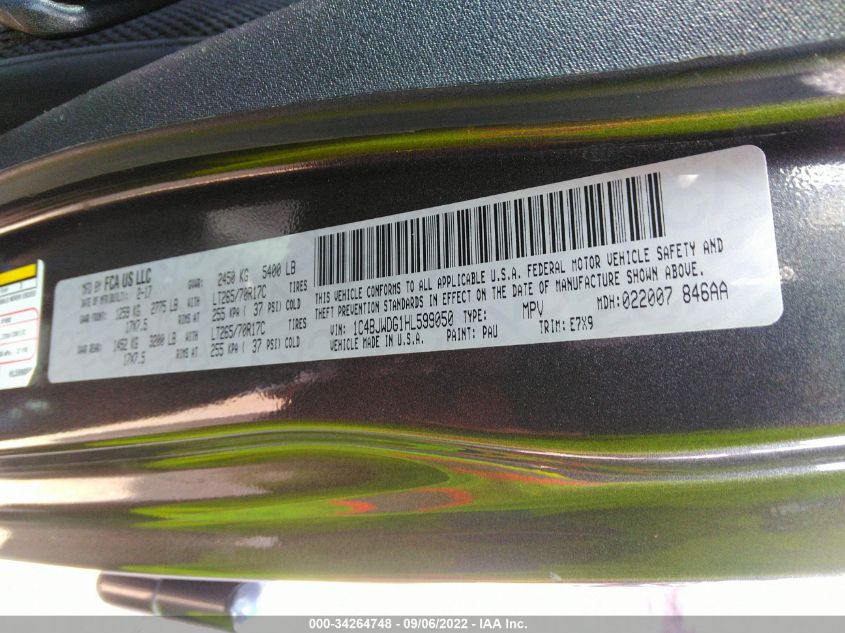 MFD BY FCA US LLC
DATE OF MFR/BUILT: 2-17 GVWR: 2450 KG 5400 LB
GAWR FRONT: 1259 KG 2775 LB TIRES LT265/70R17C
17X7.5 RIMS AT 255 KPA ( 37 PSI) COLD
GAWR REAR: 1452 KG 3200 LB TIRES LT265/70R17C
17X7.5 RIMS AT 255 KPA ( 37 PSI) COLD
THIS VEHICLE CONFORMS TO ALL APPLICABLE U.S.A. FEDERAL MOTOR VEHICLE SAFETY AND
THEFT PREVENTION STANDARDS IN EFFECT ON THE DATE OF MANUFACTURE SHOWN ABOVE.
VIN: 1C4BJWDG1HL599050 TYPE: MPV MDH: 022007 846AA
VEHICLE MADE IN U.S.A. PAINT: PAU TRIM: E7X9
000-34264748 - 09/06/2022 - IAA Inc.